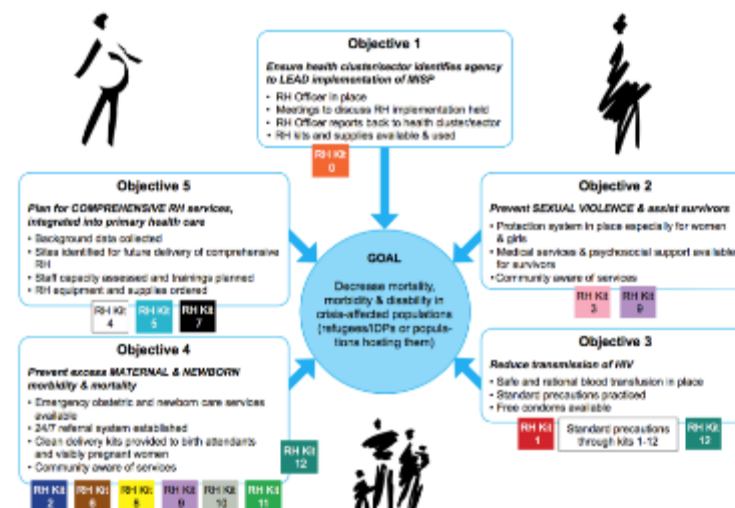 Objective 1
Ensure health cluster/sector identifies agency
to LEAD implementation of MISP
• RH Officer in place
• Meetings to discuss RH implementation held
• RH Officer reports back to health cluster/sector
• RH kits and supplies available & used
RH Kit
0
Objective 5
Plan for COMPREHENSIVE RH services,
integrated into primary health care
• Background data collected
• Sites identified for future delivery of comprehensive
RH
• Staff capacity assessed and trainings planned
• RH equipment and supplies ordered
RH Kit
4
RH Kit
5
RH Kit
7
Objective 2
Prevent SEXUAL VIOLENCE & assist survivors
• Protection system in place especially for women
& girls
• Medical services & psychosocial support available
for survivors
• Community aware of services
RH Kit
3
RH Kit
9
GOAL
Decrease mortality,
morbidity & disability in
crisis-affected populations
(refugees/IDPs or popula-
tions hosting them)
Objective 4
Prevent excess MATERNAL & NEWBORN
morbidity & mortality
• Emergency obstetric and newborn care services
available
• 24/7 referral system established
• Clean delivery kits provided to birth attendants
and visibly pregnant women
• Community aware of services
RH Kit
12
RH Kit
2
RH Kit
6
RH Kit
8
RH Kit
9
RH Kit
10
RH Kit
11
Objective 3
Reduce transmission of HIV
• Safe and rational blood transfusion in place
• Standard precautions practiced
• Free condoms available
RH Kit
1
Standard precautions
through kits 1-12
RH Kit
12